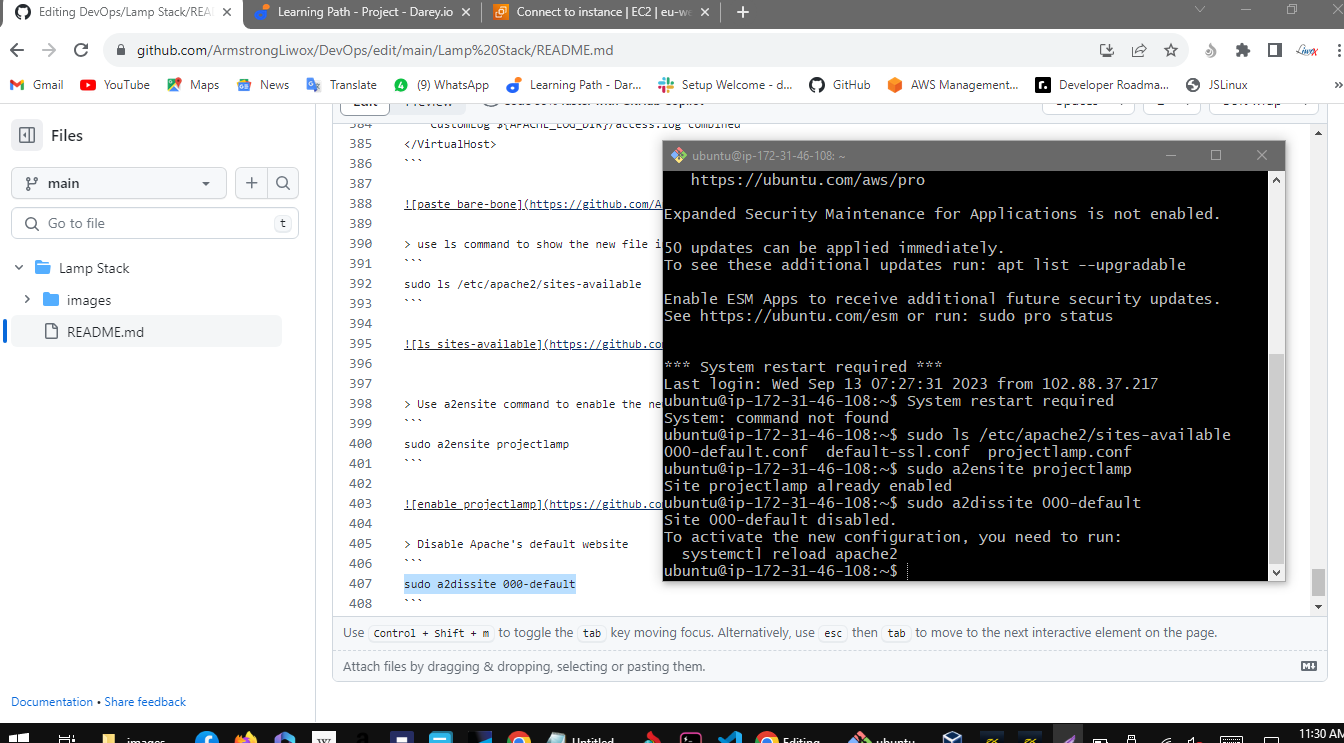 Editing DevOps/Lamp Stack/REA
Learning Path - Project - Darey.io
Connect to instance | EC2 | eu-we
github.com/ArmstrongLiwox/DevOps/edit/main/Lamp%20Stack/README.md
Gmail
YouTube
Maps
News
Translate
(9) WhatsApp
Learning Path - Dar...
Setup Welcome - d...
GitHub
AWS Management...
Developer Roadma...
JSLinux
»
Files
main
Go to file
t
Lamp Stack
images
README.md
Documentation • Share feedback
Edit
Preview
Code 55% faster with GitHub Copilot
Spaces
2
Soft wrap
384 CustomLog ${APACHE_LOG_DIR}/access.log combined
385 </VirtualHost>
386 ```
387
388 ![paste bare-bone](https://github.com/A
389
390 > use ls command to show the new file i
391 ```
392 sudo ls /etc/apache2/sites-available
393 ```
394
395 ![ls sites-available](https://github.co
396
397
398 > Use a2ensite command to enable the ne
399 ```
400 sudo a2ensite projectlamp
401 ```
402
403 ![enable projectlamp](https://github.co
404
405 > Disable Apache's default website
406 ```
407 sudo a2dissite 000-default
408 ```
ubuntu@ip-172-31-46-108: ~
https://ubuntu.com/aws/pro
Expanded Security Maintenance for Applications is not enabled.
50 updates can be applied immediately.
To see these additional updates run: apt list --upgradable
Enable ESM Apps to receive additional future security updates.
See https://ubuntu.com/esm or run: sudo pro status
*** System restart required ***
Last login: Wed Sep 13 07:27:31 2023 from 102.88.37.217
ubuntu@ip-172-31-46-108:~$ System restart required
System: command not found
ubuntu@ip-172-31-46-108:~$ sudo ls /etc/apache2/sites-available
000-default.conf  default-ssl.conf  projectlamp.conf
ubuntu@ip-172-31-46-108:~$ sudo a2ensite projectlamp
Site projectlamp already enabled
ubuntu@ip-172-31-46-108:~$ sudo a2dissite 000-default
Site 000-default disabled.
To activate the new configuration, you need to run:
systemctl reload apache2
ubuntu@ip-172-31-46-108:~$
Use Control + Shift + m to toggle the tab key moving focus. Alternatively, use esc then tab to move to the next interactive element on the page.
Attach files by dragging & dropping, selecting or pasting them.
images
Untitled
Editing
ubuntu
11:30 AM